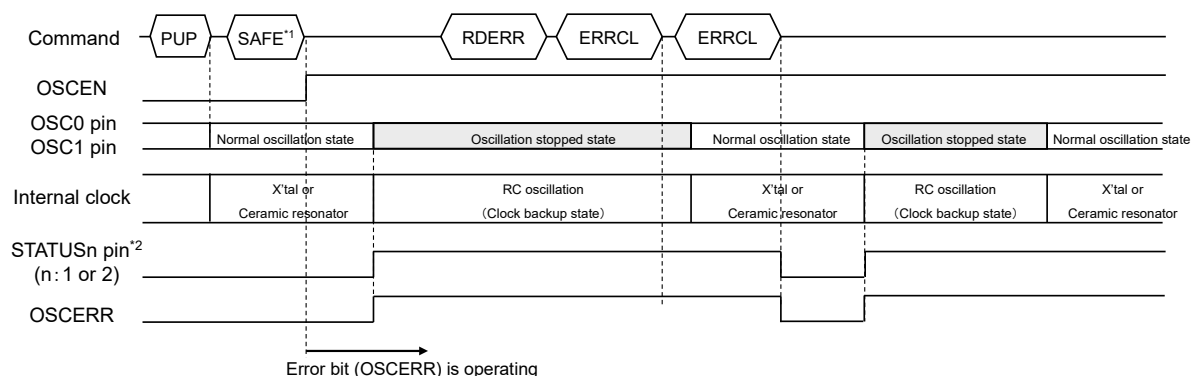 Command PUP SAFE*1 RDERR ERRCL ERRCL
OSCEN
OSC0 pin
OSC1 pin
Normal oscillation state Oscillation stopped state Normal oscillation state Oscillation stopped state Normal oscillation state
Internal clock
X'tal or RC oscillation X'tal or RC oscillation X'tal or
Ceramic resonator (Clock backup state) Ceramic resonator (Clock backup state) Ceramic resonator
STATUSn pin*2
(n:1 or 2)
OSCERR
Error bit (OSCERR) is operating